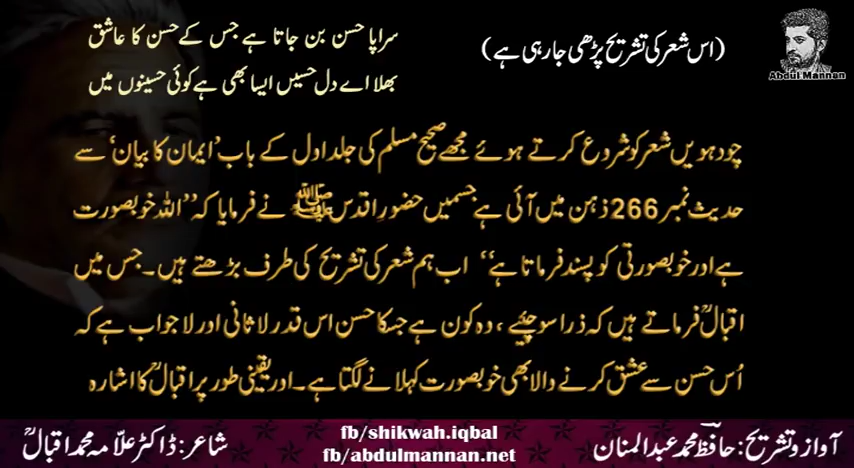 سراپا حسن بن جاتا ہے جس کے حسن کا عاشق
بھلا اے دل حسیں ایسا بھی ہے کوئی حسینوں میں
(اس شعر کی تشریح پڑھی جارہی ہے)
Abdul Mannan
چودہویں شعر کو شروع کرتے ہوئے مجھے صحیح مسلم کی جلد اول کے باب ’ایمان کا بیان‘ سے
حدیث نمبر 266 ذہن میں آئی ہے جسمیں حضورِ اقدس ﷺ نے فرمایا کہ ’’اللہ خوبصورت
ہے اور خوبصورتی کو پسند فرماتا ہے‘‘ اب ہم شعر کی تشریح کی طرف بڑھتے ہیں۔ جس میں
اقبالؒ فرماتے ہیں کہ ذرا سوچئیے، وہ کون ہے جسکا حسن اس قدر لاثانی اور لاجواب ہے کہ
اُس حسن سے عشق کرنے والا بھی خوبصورت کہلانے لگتا ہے۔ اور یقینی طور پر اقبالؒ کا اشارہ
آواز و تشریح: حافظ محمد عبدالمنان
fb/shikwah.iqbal
fb/abdulmannan.net
شاعر: ڈاکٹر علّامہ محمد اقبالؒ